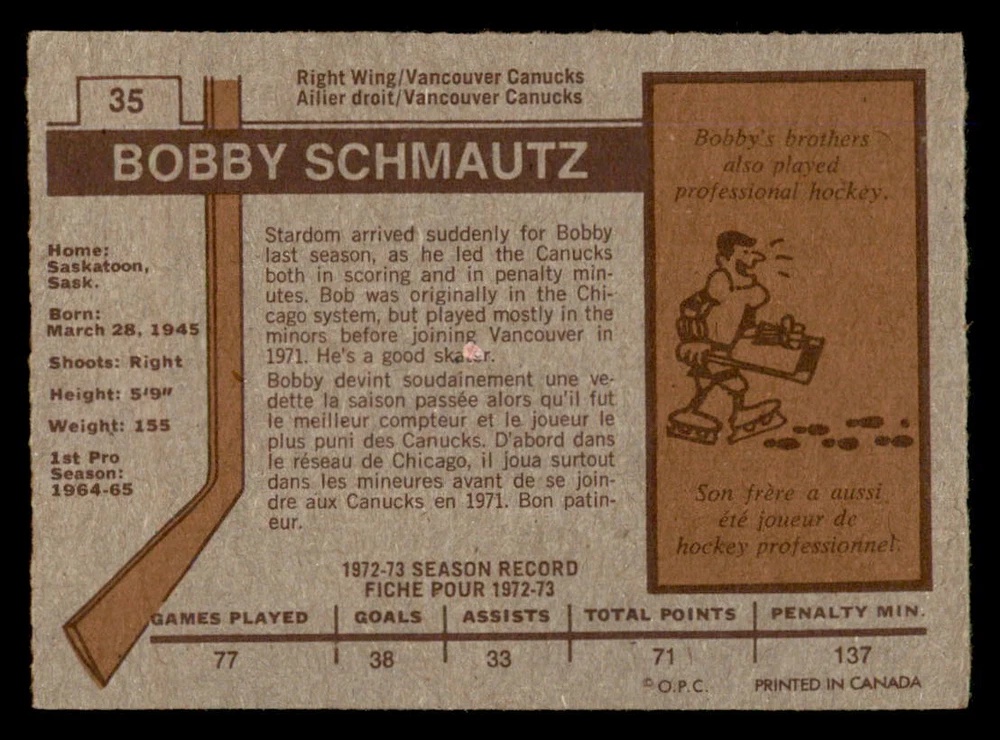 35
Right Wing/Vancouver Canucks
Ailier droit/Vancouver Canucks
BOBBY SCHMAUTZ
Home:
Saskatoon,
Sask.
Born:
March 28, 1945
Shoots: Right
Height: 5'9"
Weight: 155
1st Pro
Season:
1964-65
Stardom arrived suddenly for Bobby
last season, as he led the Canucks
both in scoring and in penalty min-
utes. Bob was originally in the Chi-
cago system, but played mostly in the
minors before joining Vancouver in
1971. He's a good skater.
Bobby devint soudainement une ve-
dette la saison passée alors qu'il fut
le meilleur compteur et le joueur le
plus puni des Canucks. D'abord dans
le réseau de Chicago, il joua surtout
dans les mineures avant de se join-
dre aux Canucks en 1971. Bon patin-
eur.
Bobby's brothers
also played
professional hockey.
Son frère a aussi
été joueur de
hockey professionnel.
1972-73 SEASON RECORD
FICHE POUR 1972-73
GAMES PLAYED GOALS ASSISTS TOTAL POINTS PENALTY MIN.
77 38 33 71 137
© O.P.C. PRINTED IN CANADA